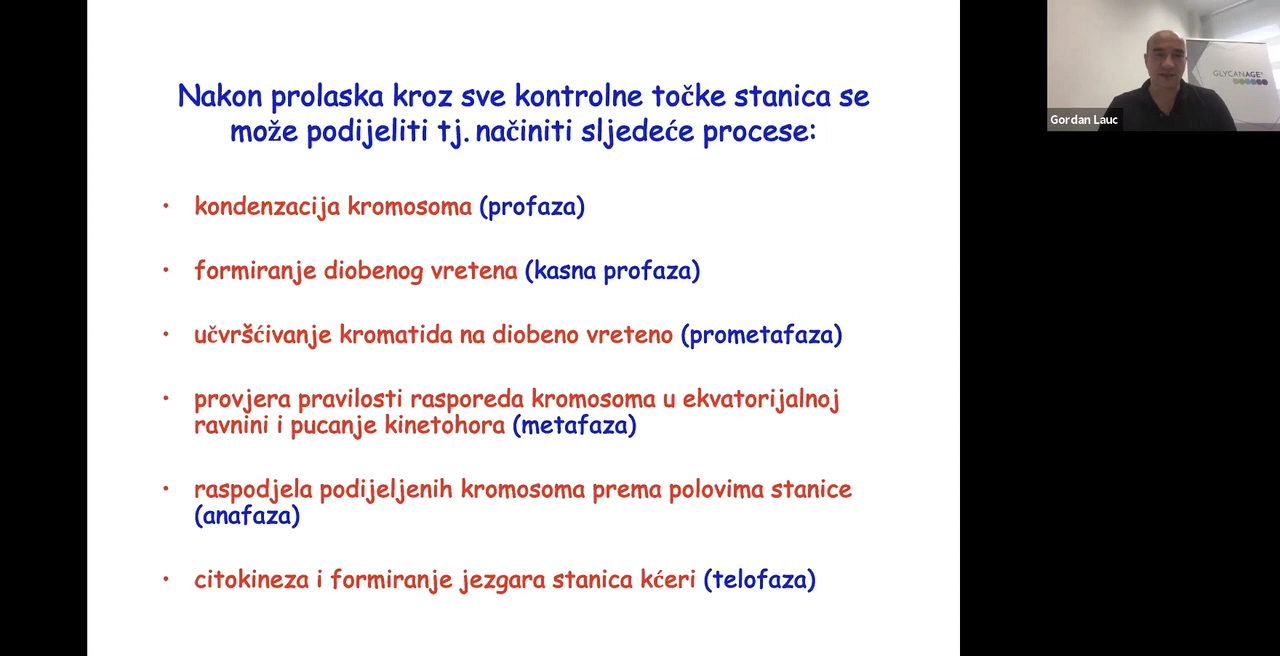 Nakon prolaska kroz sve kontrolne točke stanica se
može podijeliti tj. načiniti sljedeće procese:
• kondenzacija kromosoma (profaza)
• formiranje diobenog vretena (kasna profaza)
• učvršćivanje kromatida na diobeno vreteno (prometafaza)
• provjera pravilosti rasporeda kromosoma u ekvatorijalnoj
ravnini i pucanje kinetohora (metafaza)
• raspodjela podijeljenih kromosoma prema polovima stanice
(anafaza)
• citokineza i formiranje jezgara stanica kćeri (telofaza)
GLYCANAGE
Gordan Lauc